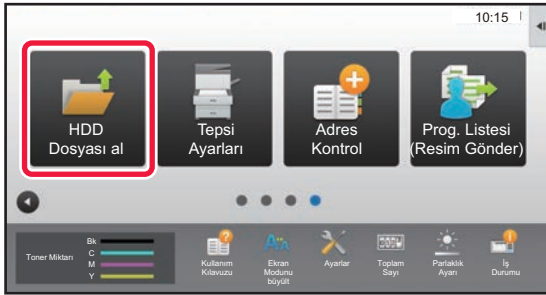 10:15
HDD
Dosyası al
Tepsi
Ayarları
Adres
Kontrol
Prog. Listesi
(Resim Gönder)
Toner Miktarı
Bk
C
M
Y
Kullanım
Kılavuzu
Ekran
Modunu
büyült
Ayarlar
Toplam
Sayı
Parlaklık
Ayarı
İş
Durumu